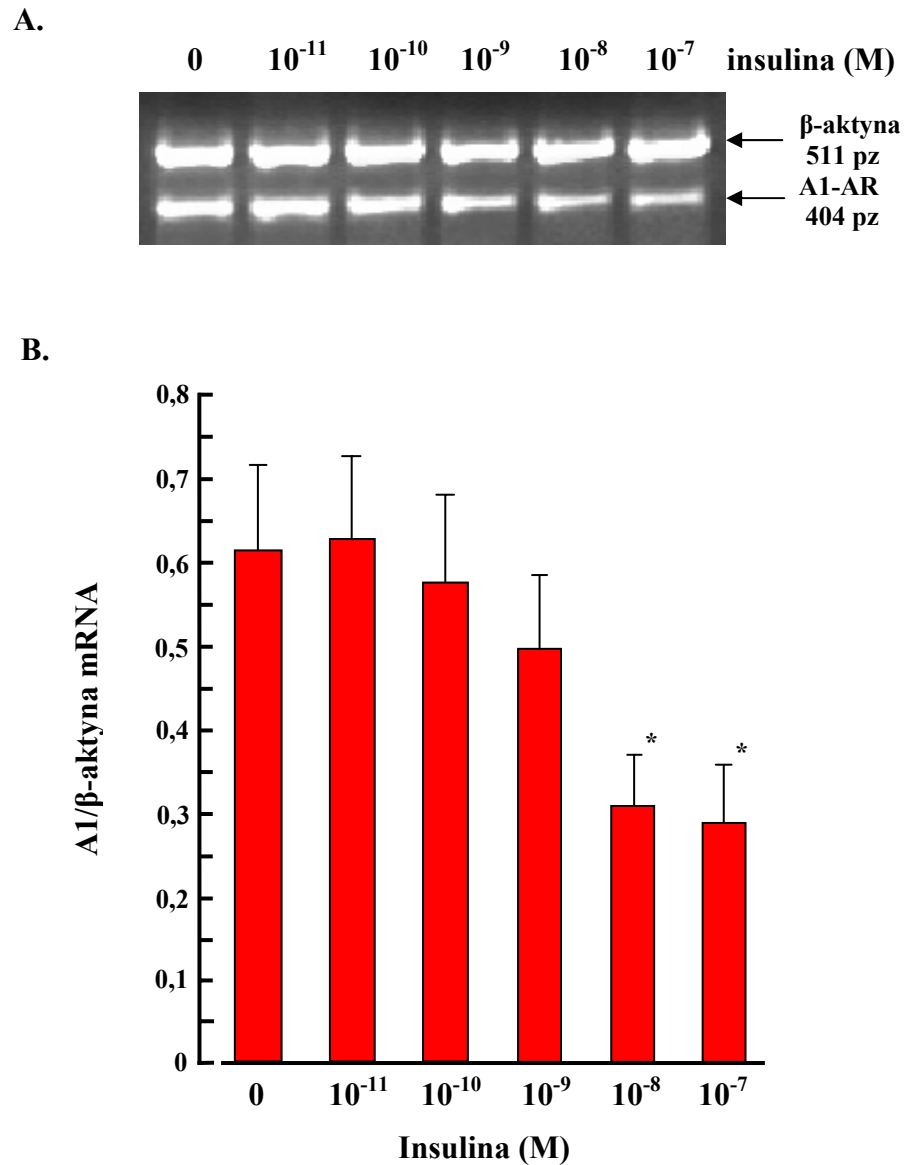 A.
0 10⁻¹¹ 10⁻¹⁰ 10⁻⁹ 10⁻⁸ 10⁻⁷ insulina (M)
β-aktyna
511 pz
A1-AR
404 pz
B.
0,8
0,7
0,6
0,5
0,4
0,3
0,2
0,1
0
A1/β-aktyna mRNA
* *
0 10⁻¹¹ 10⁻¹⁰ 10⁻⁹ 10⁻⁸ 10⁻⁷
Insulina (M)